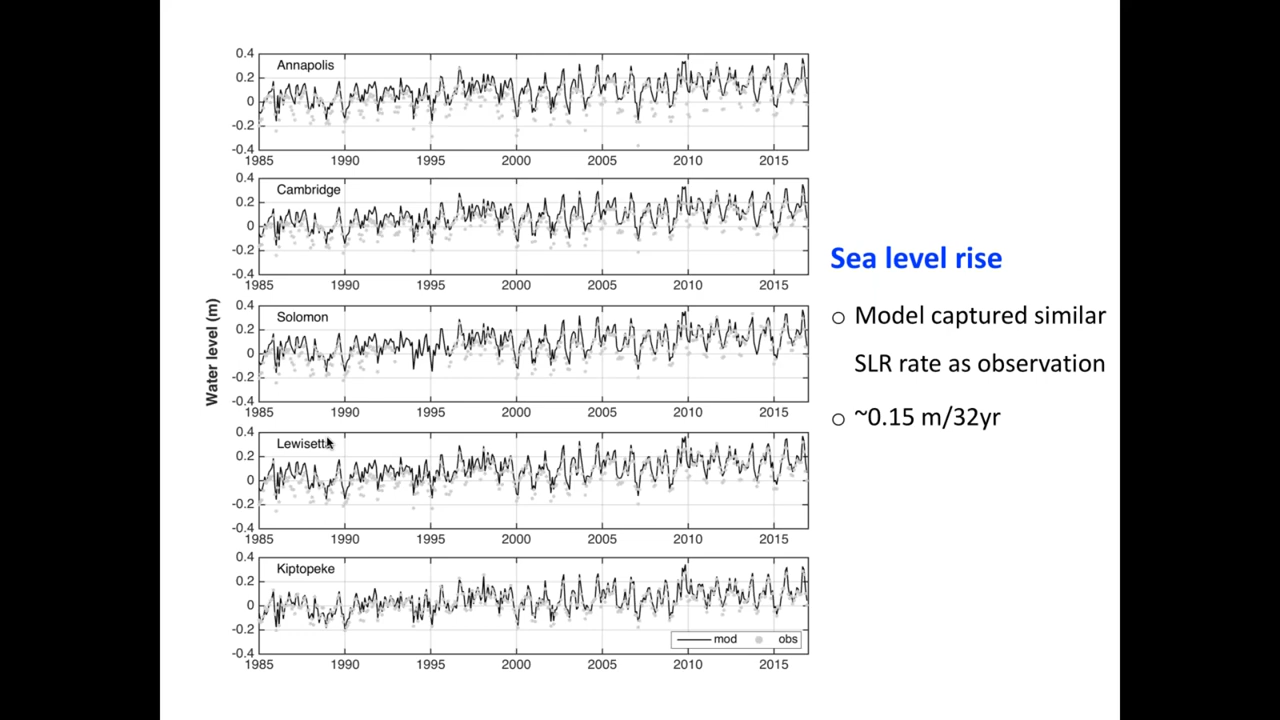 0.4
Annapolis
0.2
0
-0.2
-0.4
1985 1990 1995 2000 2005 2010 2015
0.4
Cambridge
0.2
0
-0.2
-0.4
1985 1990 1995 2000 2005 2010 2015
0.4
Solomon
0.2
0
-0.2
-0.4
1985 1990 1995 2000 2005 2010 2015
0.4
0.2
0
-0.2
-0.4
1985 1990 1995 2000 2005 2010 2015
0.4
Kiptopeke
0.2
0
-0.2
-0.4
mod obs
1985 1990 1995 2000 2005 2010 2015
Water level (m)
Sea level rise
Model captured similar
SLR rate as observation
~0.15 m/32yr